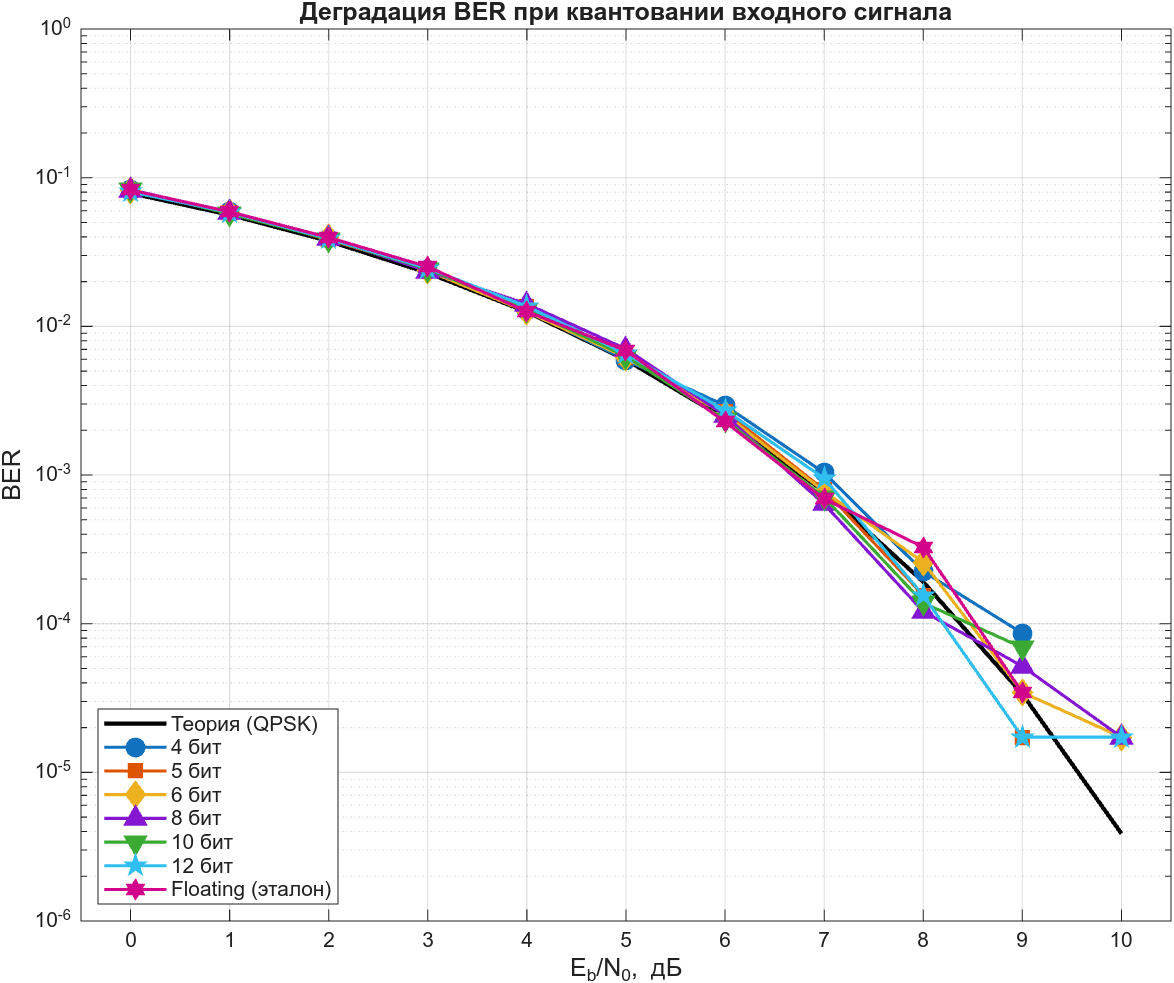 Деградация BER при квантовании входного сигнала
10⁰
10⁻¹
10⁻²
10⁻³
10⁻⁴
10⁻⁵
10⁻⁶
BER
Теория (QPSK)
4 бит
5 бит
6 бит
8 бит
10 бит
12 бит
Floating (эталон)
0 1 2 3 4 5 6 7 8 9 10
E_b/N_0, дБ